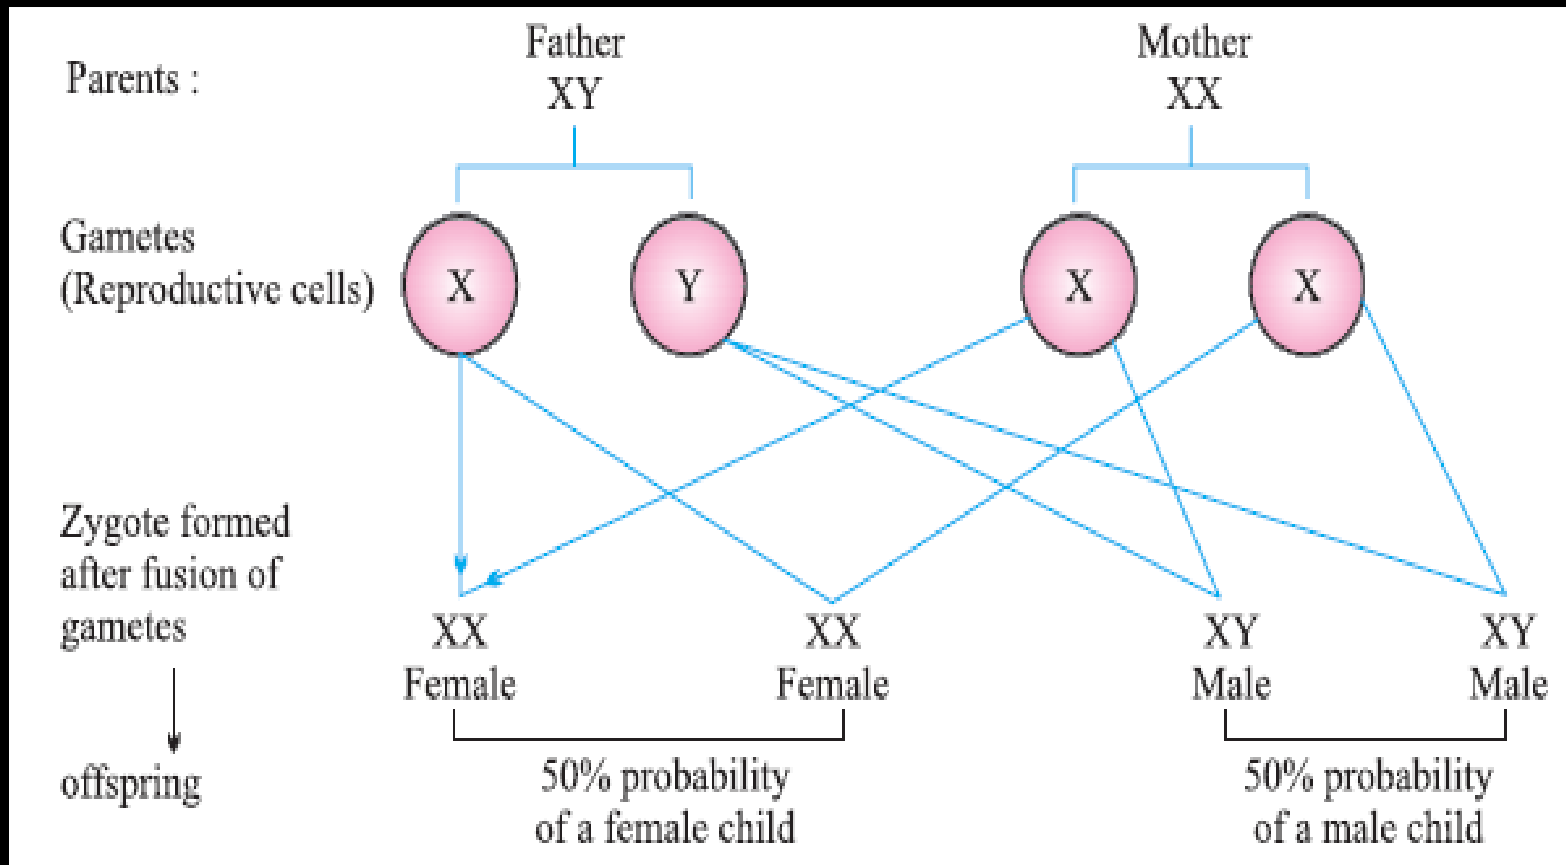 Parents :
Father
XY
Mother
XX
Gametes
(Reproductive cells)
X
Y
X
X
Zygote formed
after fusion of
gametes
XX
Female
XX
Female
XY
Male
XY
Male
offspring
50% probability
of a female child
50% probability
of a male child